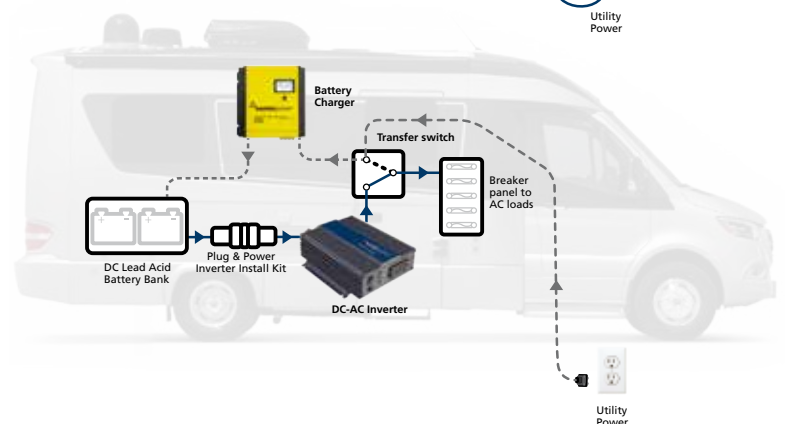 Utility
Power
Battery
Charger
Transfer switch
Breaker
panel to
AC loads
DC Lead Acid
Battery Bank
Plug & Power
Inverter Install Kit
DC-AC Inverter
Utility
Power